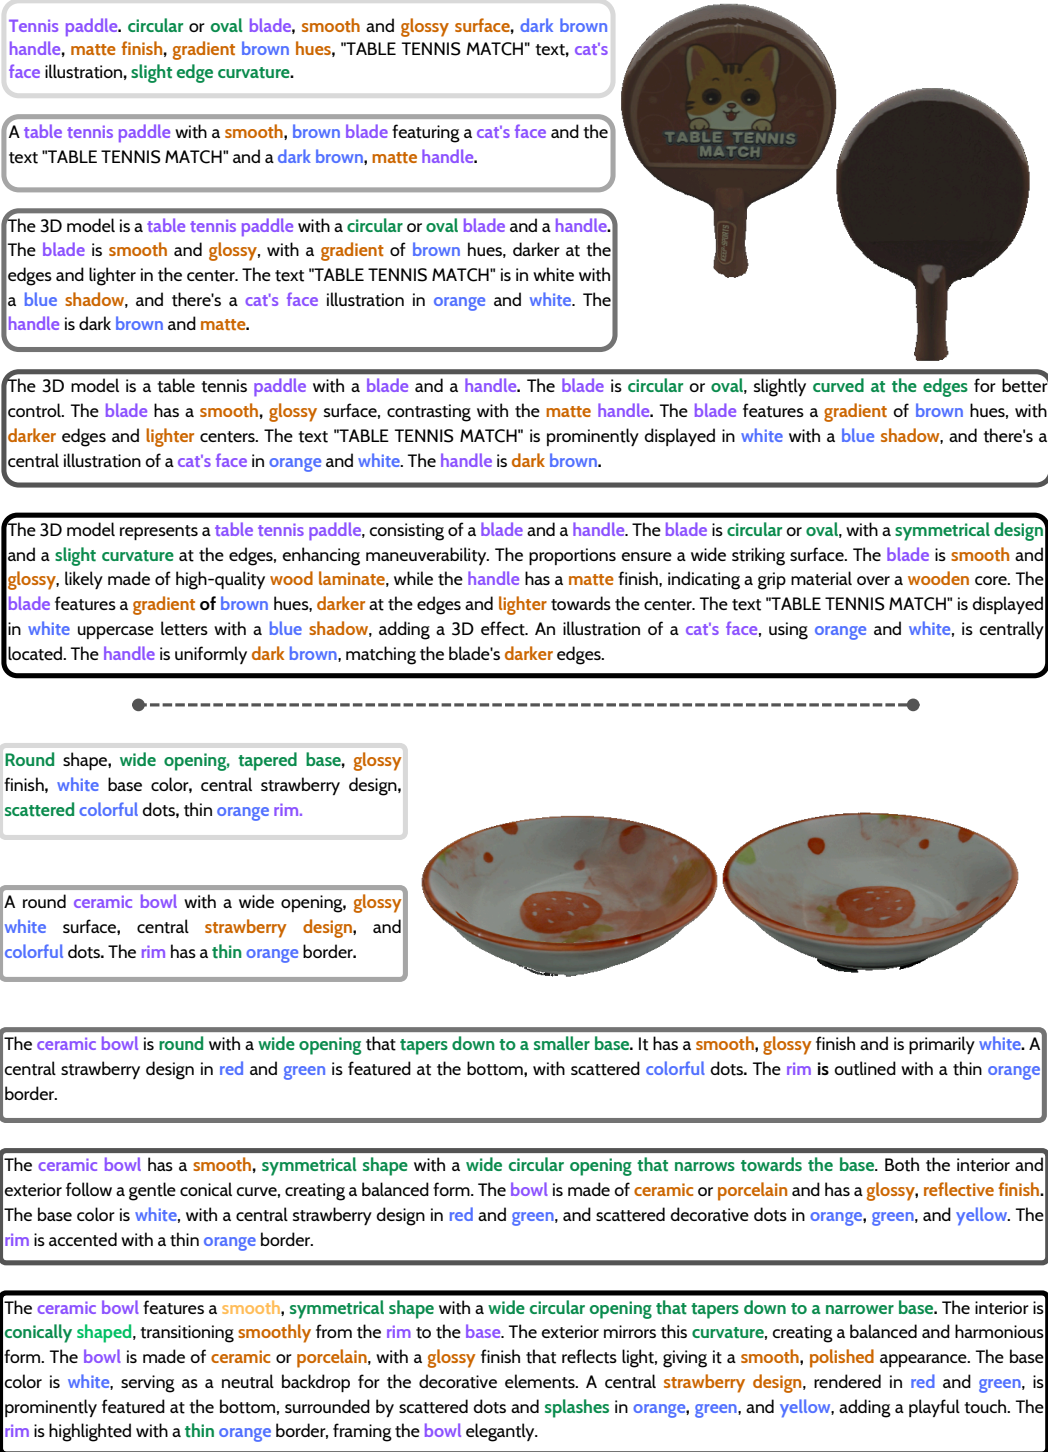 Tennis paddle. circular or oval blade, smooth and glossy surface, dark brown
handle, matte finish, gradient brown hues, "TABLE TENNIS MATCH" text, cat's
face illustration, slight edge curvature.
TABLE TENNIS
MATCH
A table tennis paddle with a smooth, brown blade featuring a cat's face and the
text "TABLE TENNIS MATCH" and a dark brown, matte handle.
The 3D model is a table tennis paddle with a circular or oval blade and a handle.
The blade is smooth and glossy, with a gradient of brown hues, darker at the
edges and lighter in the center. The text "TABLE TENNIS MATCH" is in white with
a blue shadow, and there's a cat's face illustration in orange and white. The
handle is dark brown and matte.
The 3D model is a table tennis paddle with a blade and a handle. The blade is circular or oval, slightly curved at the edges for better
control. The blade has a smooth, glossy surface, contrasting with the matte handle. The blade features a gradient of brown hues, with
darker edges and lighter centers. The text "TABLE TENNIS MATCH" is prominently displayed in white with a blue shadow, and there's a
central illustration of a cat's face in orange and white. The handle is dark brown.
The 3D model represents a table tennis paddle, consisting of a blade and a handle. The blade is circular or oval, with a symmetrical design
and a slight curvature at the edges, enhancing maneuverability. The proportions ensure a wide striking surface. The blade is smooth and
glossy, likely made of high-quality wood laminate, while the handle has a matte finish, indicating a grip material over a wooden core. The
blade features a gradient of brown hues, darker at the edges and lighter towards the center. The text "TABLE TENNIS MATCH" is displayed
in white uppercase letters with a blue shadow, adding a 3D effect. An illustration of a cat's face, using orange and white, is centrally
located. The handle is uniformly dark brown, matching the blade's darker edges.
Round shape, wide opening, tapered base, glossy
finish, white base color, central strawberry design,
scattered colorful dots, thin orange rim.
A round ceramic bowl with a wide opening, glossy
white surface, central strawberry design, and
colorful dots. The rim has a thin orange border.
The ceramic bowl is round with a wide opening that tapers down to a smaller base. It has a smooth, glossy finish and is primarily white. A
central strawberry design in red and green is featured at the bottom, with scattered colorful dots. The rim is outlined with a thin orange
border.
The ceramic bowl has a smooth, symmetrical shape with a wide circular opening that narrows towards the base. Both the interior and
exterior follow a gentle conical curve, creating a balanced form. The bowl is made of ceramic or porcelain and has a glossy, reflective finish.
The base color is white, with a central strawberry design in red and green, and scattered decorative dots in orange, green, and yellow. The
rim is accented with a thin orange border.
The ceramic bowl features a smooth, symmetrical shape with a wide circular opening that tapers down to a narrower base. The interior is
conically shaped, transitioning smoothly from the rim to the base. The exterior mirrors this curvature, creating a balanced and harmonious
form. The bowl is made of ceramic or porcelain, with a glossy finish that reflects light, giving it a smooth, polished appearance. The base
color is white, serving as a neutral backdrop for the decorative elements. A central strawberry design, rendered in red and green, is
prominently featured at the bottom, surrounded by scattered dots and splashes in orange, green, and yellow, adding a playful touch. The
rim is highlighted with a thin orange border, framing the bowl elegantly.